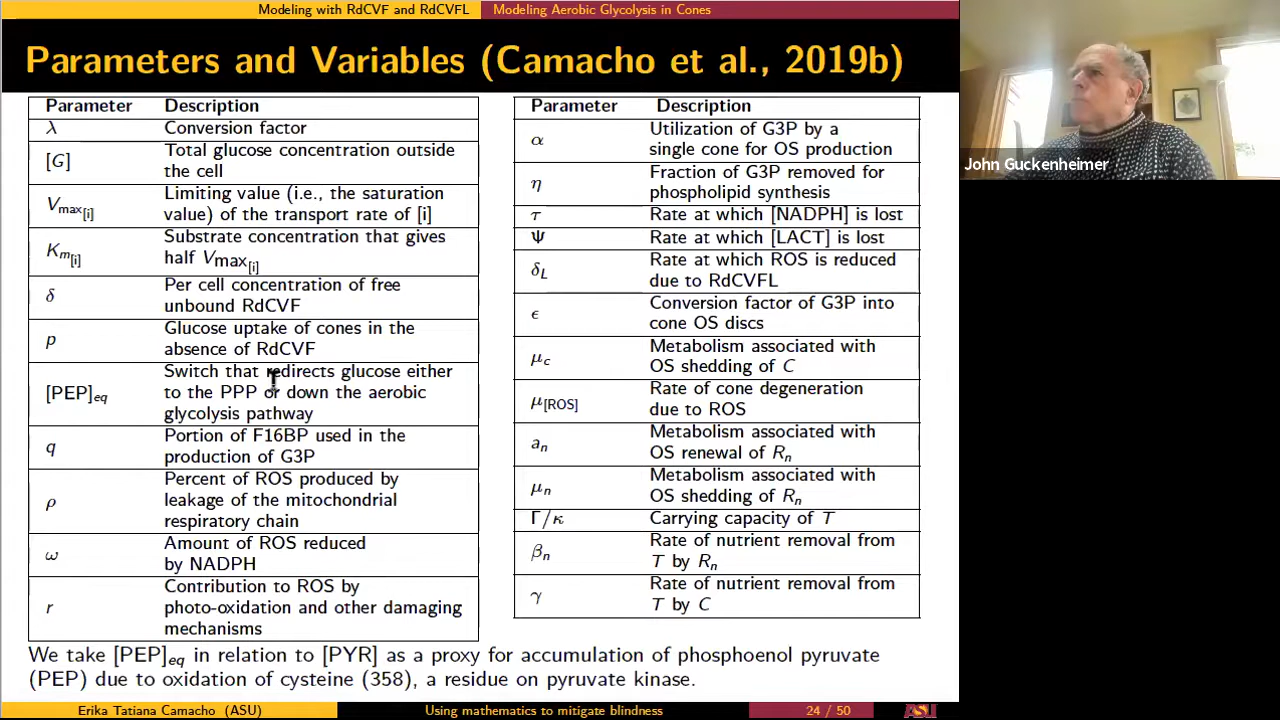 Modeling with RdCVF and RdCVFL Modeling Aerobic Glycolysis in Cones
Parameters and Variables (Camacho et al., 2019b)
Parameter Description
λ Conversion factor
[G] Total glucose concentration outside
the cell
Vmax[i] Limiting value (i.e., the saturation
value) of the transport rate of [i]
Km[i] Substrate concentration that gives
half Vmax[i]
δ Per cell concentration of free
unbound RdCVF
p Glucose uptake of cones in the
absence of RdCVF
[PEP]eq Switch that redirects glucose either
to the PPP or down the aerobic
glycolysis pathway
q Portion of F16BP used in the
production of G3P
ρ Percent of ROS produced by
leakage of the mitochondrial
respiratory chain
ω Amount of ROS reduced
by NADPH
r Contribution to ROS by
photo-oxidation and other damaging
mechanisms
Parameter Description
α Utilization of G3P by a
single cone for OS production
η Fraction of G3P removed for
phospholipid synthesis
τ Rate at which [NADPH] is lost
Ψ Rate at which [LACT] is lost
δL Rate at which ROS is reduced
due to RdCVFL
ϵ Conversion factor of G3P into
cone OS discs
μc Metabolism associated with
OS shedding of C
μ[ROS] Rate of cone degeneration
due to ROS
an Metabolism associated with
OS renewal of Rn
μn Metabolism associated with
OS shedding of Rn
Γ/κ Carrying capacity of T
βn Rate of nutrient removal from
T by Rn
γ Rate of nutrient removal from
T by C
We take [PEP]eq in relation to [PYR] as a proxy for accumulation of phosphoenol pyruvate
(PEP) due to oxidation of cysteine (358), a residue on pyruvate kinase.
Erika Tatiana Camacho (ASU) Using mathematics to mitigate blindness 24 / 50 ASU
John Guckenheimer